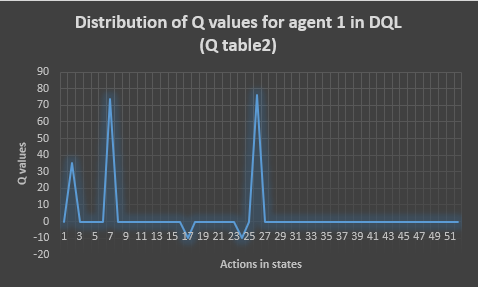 Distribution of Q values for agent 1 in DQL
(Q table2)
90
80
70
60
50
40
30
20
10
0
-10
-20
Q values
1 3 5 7 9 11 13 15 17 19 21 23 25 27 29 31 33 35 37 39 41 43 45 47 49 51
Actions in states